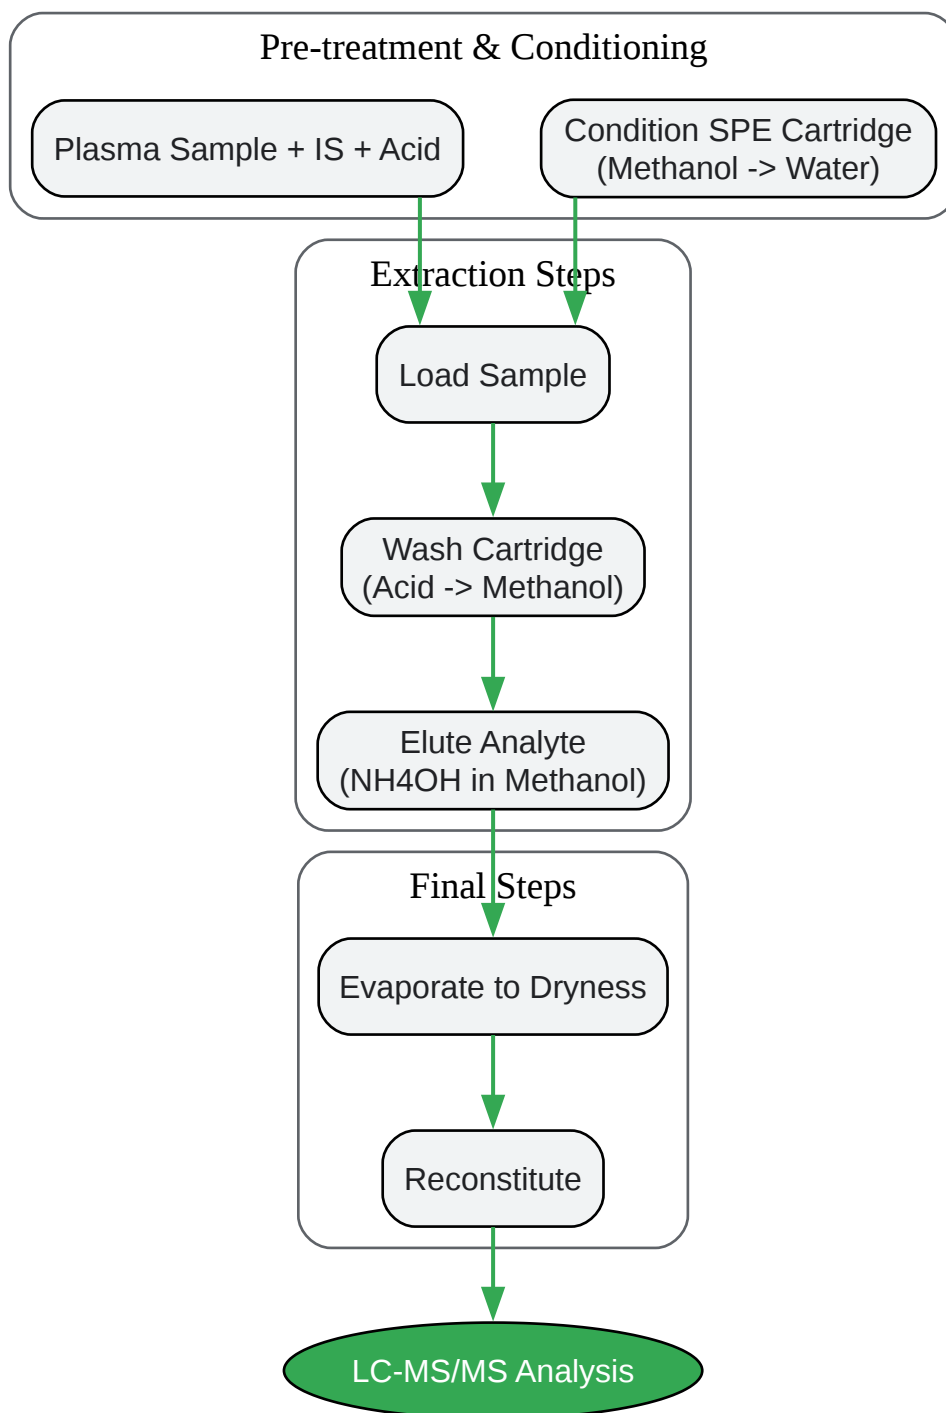 Pre-treatment & Conditioning
Plasma Sample + IS + Acid
Condition SPE Cartridge
(Methanol -> Water)
Extraction Steps
Load Sample
Wash Cartridge
(Acid -> Methanol)
Elute Analyte
(NH4OH in Methanol)
Final Steps
Evaporate to Dryness
Reconstitute
LC-MS/MS Analysis